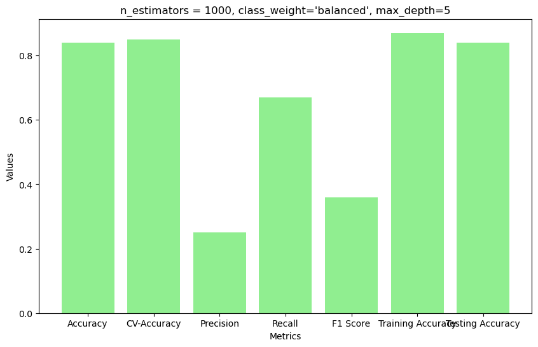 n_estimators = 1000, class_weight='balanced', max_depth=5
Values
0.8
0.6
0.4
0.2
0.0
Accuracy CV-Accuracy Precision Recall F1 Score Training Accuracy Testing Accuracy
Metrics